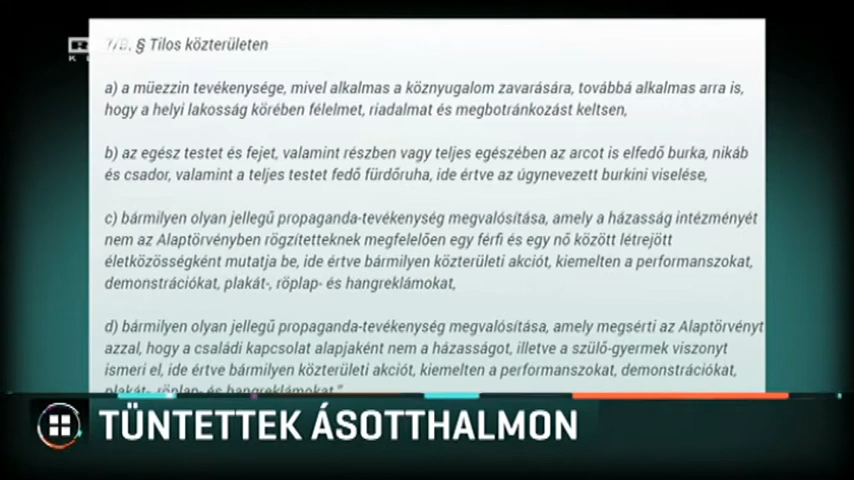 7/B. § Tilos közterületen
a) a müezzin tevékenysége, mivel alkalmas a köznyugalom zavarására, továbbá alkalmas arra is,
hogy a helyi lakosság körében félelmet, riadalmat és megbotránkozást keltsen,
b) az egész testet és fejet, valamint részben vagy teljes egészében az arcot is elfedő burka, nikáb
és csador, valamint a teljes testet fedő fürdőruha, ide értve az úgynevezett burkini viselése,
c) bármilyen olyan jellegű propaganda-tevékenység megvalósítása, amely a házasság intézményét
nem az Alaptörvényben rögzítetteknek megfelelően egy férfi és egy nő között létrejött
életközösségként mutatja be, ide értve bármilyen közterületi akciót, kiemelten a performanszokat,
demonstrációkat, plakát-, röplap- és hangreklámokat,
d) bármilyen olyan jellegű propaganda-tevékenység megvalósítása, amely megsérti az Alaptörvényt
azzal, hogy a családi kapcsolat alapjaként nem a házasságot, illetve a szülő-gyermek viszonyt
ismeri el, ide értve bármilyen közterületi akciót, kiemelten a performanszokat, demonstrációkat,
plakát-, röplap- és hangreklámokat."
TÜNTETTEK ÁSOTTHALMON